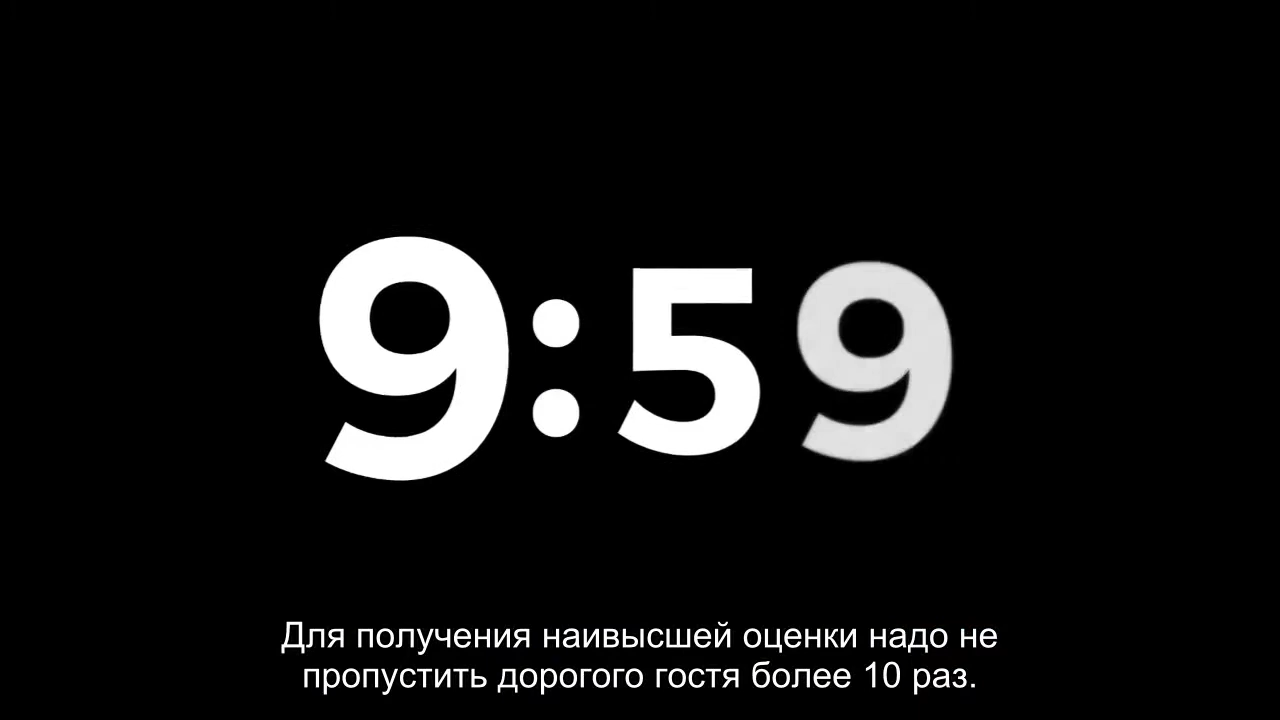 9:59
Для получения наивысшей оценки надо не
пропустить дорогого гостя более 10 раз.